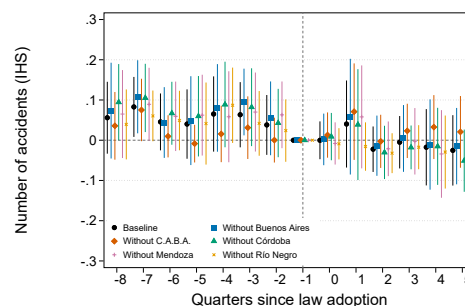 Number of accidents (IHS)
.3
.2
.1
0
-.1
-.2
-.3
Baseline
Without Buenos Aires
Without C.A.B.A.
Without Córdoba
Without Mendoza
Without Río Negro
-8 -7 -6 -5 -4 -3 -2 -1 0 1 2 3 4 5
Quarters since law adoption